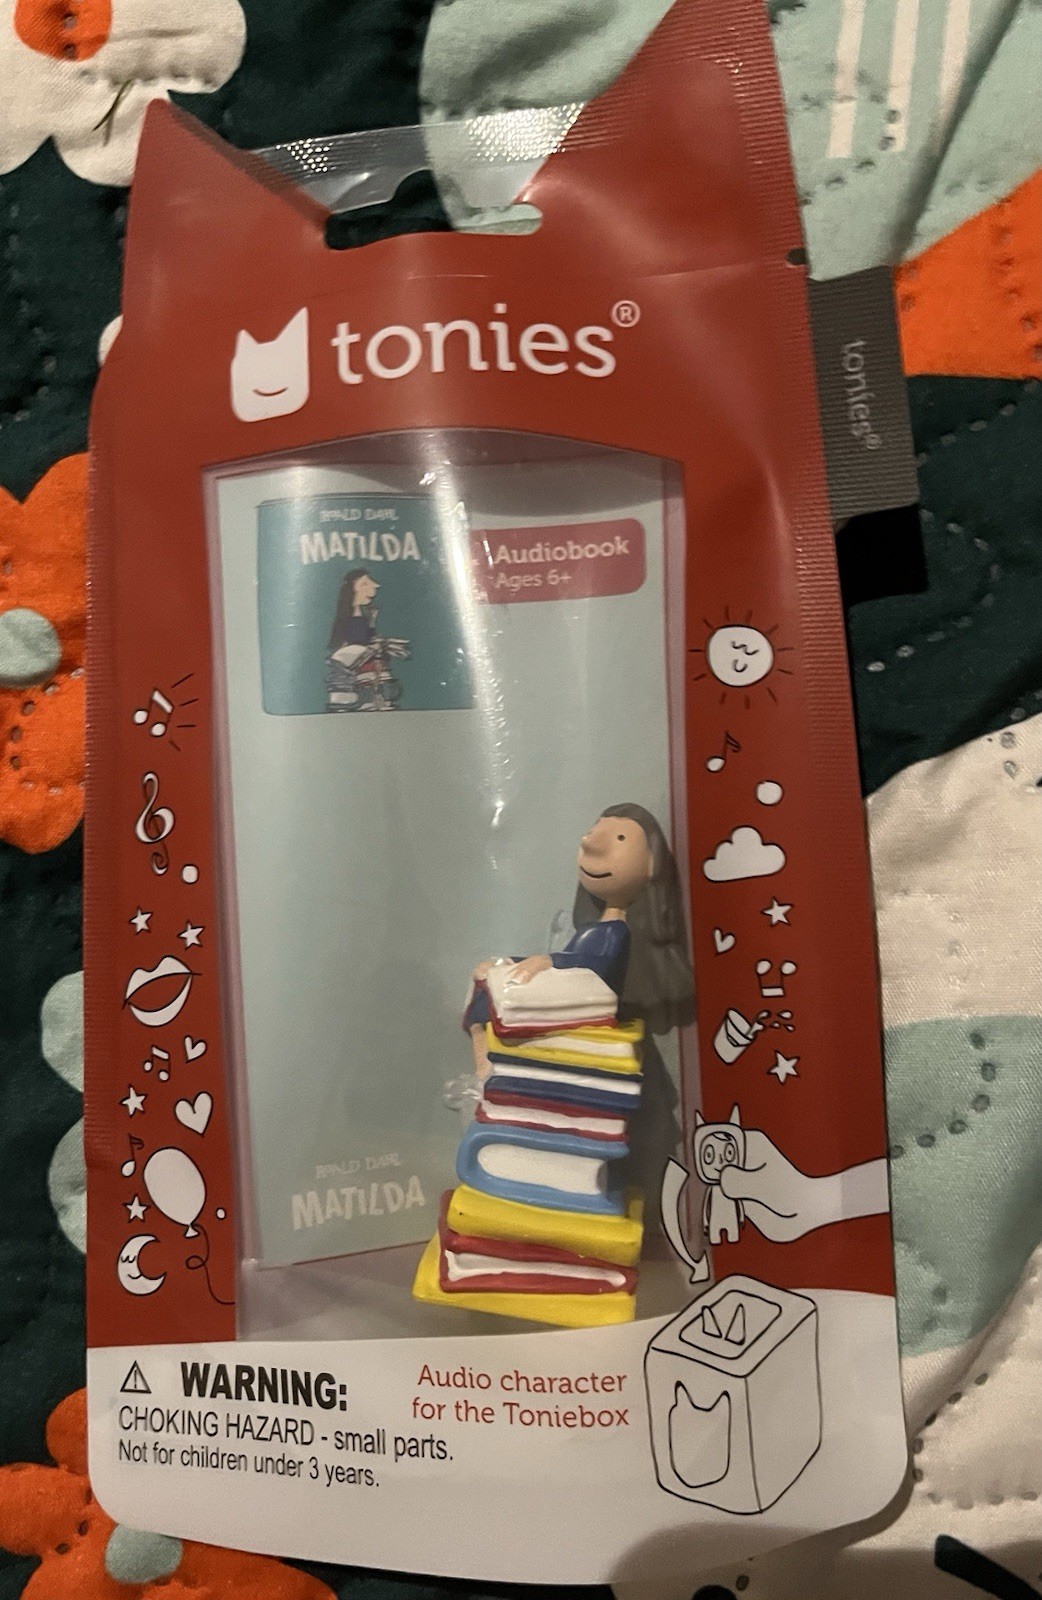 tonies®
tonies®
ROALD DAHL
MATILDA
Audiobook
Ages 6+
ROALD DAHL
MATILDA
WARNING:
CHOKING HAZARD - small parts.
Not for children under 3 years.
Audio character
for the Toniebox